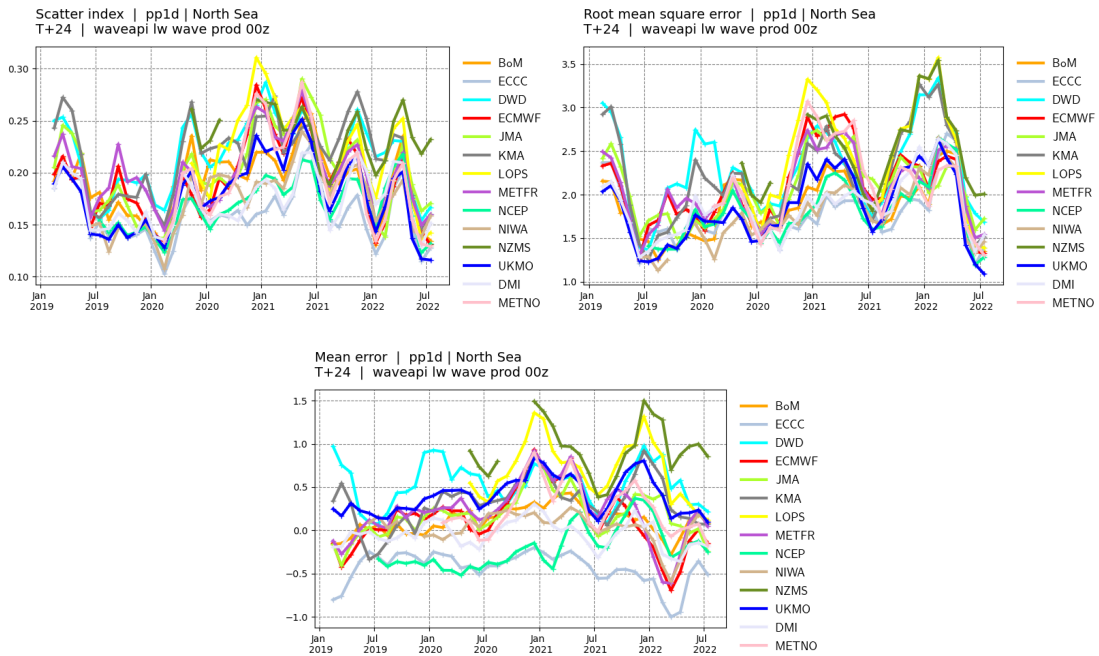 Scatter index  |  pp1d | North Sea
T+24  |  waveapi lw wave prod 00z
0.30
0.25
0.20
0.15
0.10
Jan 2019
Jul 2019
Jan 2020
Jul 2020
Jan 2021
Jul 2021
Jan 2022
Jul 2022
BoM
ECCC
DWD
ECMWF
JMA
KMA
LOPS
METFR
NCEP
NIWA
NZMS
UKMO
DMI
METNO
Root mean square error  |  pp1d | North Sea
T+24  |  waveapi lw wave prod 00z
3.5
3.0
2.5
2.0
1.5
1.0
Jan 2019
Jul 2019
Jan 2020
Jul 2020
Jan 2021
Jul 2021
Jan 2022
Jul 2022
BoM
ECCC
DWD
ECMWF
JMA
KMA
LOPS
METFR
NCEP
NIWA
NZMS
UKMO
DMI
METNO
Mean error  |  pp1d | North Sea
T+24  |  waveapi lw wave prod 00z
1.5
1.0
0.5
0.0
−0.5
−1.0
Jan 2019
Jul 2019
Jan 2020
Jul 2020
Jan 2021
Jul 2021
Jan 2022
Jul 2022
BoM
ECCC
DWD
ECMWF
JMA
KMA
LOPS
METFR
NCEP
NIWA
NZMS
UKMO
DMI
METNO